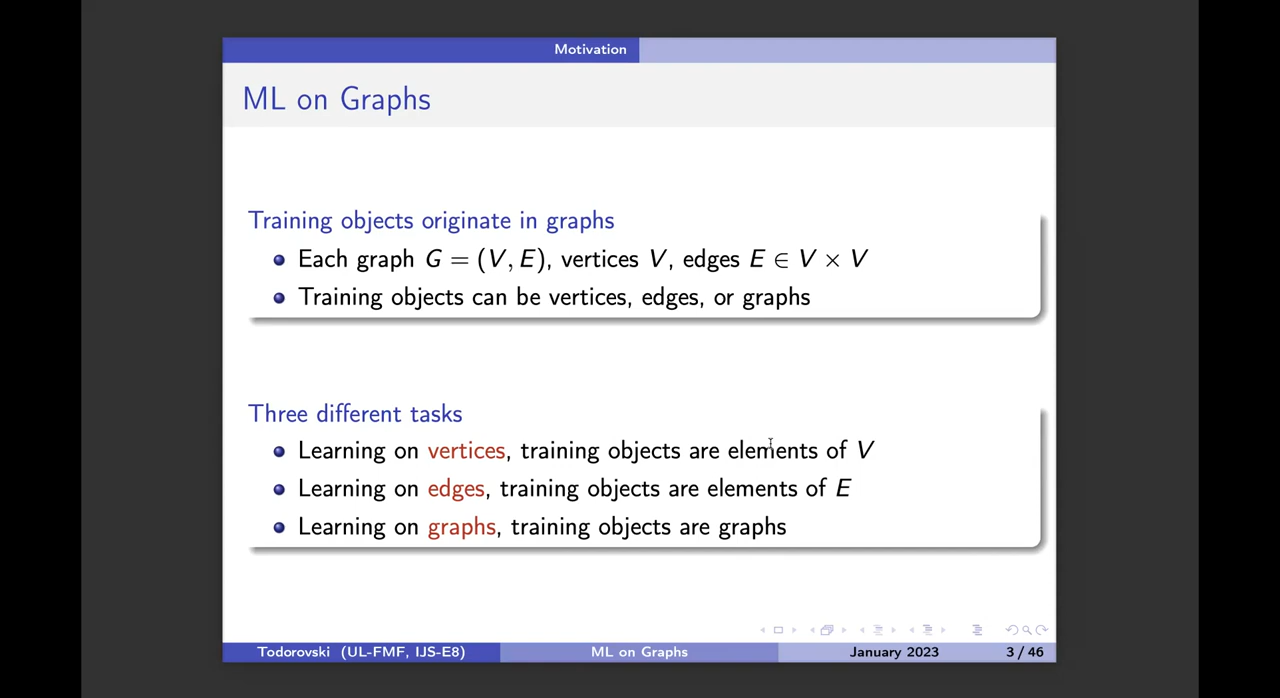 Motivation
ML on Graphs
Training objects originate in graphs
Each graph G = (V, E), vertices V, edges E ∈ V × V
Training objects can be vertices, edges, or graphs
Three different tasks
Learning on vertices, training objects are elements of V
Learning on edges, training objects are elements of E
Learning on graphs, training objects are graphs
Todorovski (UL-FMF, IJS-E8) ML on Graphs January 2023 3 / 46